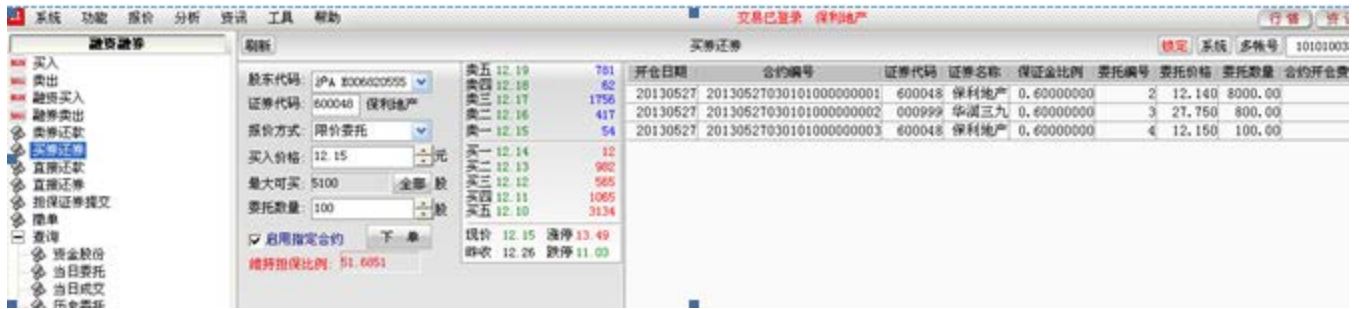 系统 功能 报价 分析 资讯 工具 帮助 交易已登录 保利地产 行情
融资融券 刷新 买券还券 锁定 系统 多帐号 10101003
买入
卖出
融资买入
融券卖出
卖券还款
买券还券
直接还款
直接还券
担保证券提交
撤单
查询
资金股份
当日委托
当日成交
历史委托
股东代码: E006820555
证券代码: 600048 保利地产
报价方式: 限价委托
买入价格: 12.15 元
最大可买: 5100 全部 股
委托数量: 100 股
启用指定合约 下单
维持担保比例: 51.6851
卖五 12.19 781
卖四 12.18 62
卖三 12.17 1756
卖二 12.16 417
卖一 12.15 54
买一 12.14 12
买二 12.13 982
买三 12.12 585
买四 12.11 1065
买五 12.10 3134
现价 12.15 涨停 13.49
昨收 12.26 跌停 11.03
开仓日期 合约编号 证券代码 证券名称 保证金比例 委托编号 委托价格 委托数量 合约开仓费
20130527 20130527030101000000001 600048 保利地产 0.60000000 2 12.140 8000.00
20130527 20130527030101000000002 000999 华润三九 0.60000000 3 27.750 800.00
20130527 20130527030101000000003 600048 保利地产 0.60000000 4 12.150 100.00